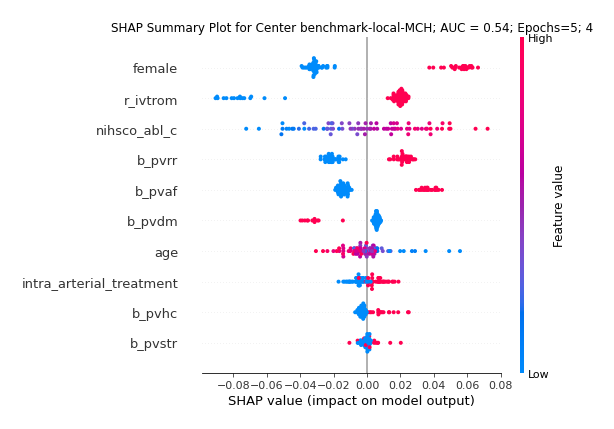 SHAP Summary Plot for Center benchmark-local-MCH; AUC = 0.54; Epochs=5; 4
High
female
r_ivtrom
nihsco_abl_c
b_pvrr
b_pvaf
b_pvdm
age
intra_arterial_treatment
b_pvhc
b_pvstr
Feature value
Low
−0.08 −0.06 −0.04 −0.02 0.00 0.02 0.04 0.06 0.08
SHAP value (impact on model output)